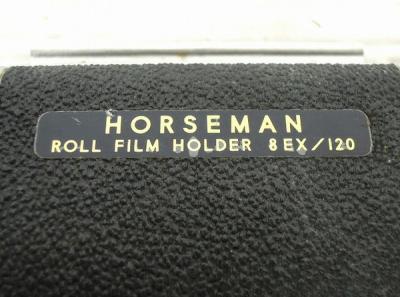 HORSEMAN
ROLL FILM HOLDER 8EX/120